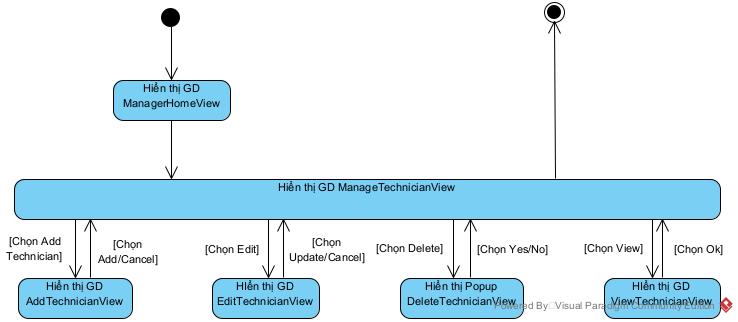 Hiển thị GD
ManagerHomeView
Hiển thị GD ManageTechnicianView
[Chọn Add
Technician]
[Chọn
Add/Cancel]
[Chọn Edit]
[Chọn
Update/Cancel]
[Chọn Delete]
[Chọn Yes/No]
[Chọn View]
[Chọn Ok]
Hiển thị GD
AddTechnicianView
Hiển thị GD
EditTechnicianView
Hiển thị Popup
DeleteTechnicianView
Hiển thị GD
ViewTechnicianView
Powered By Visual Paradigm Community Edition